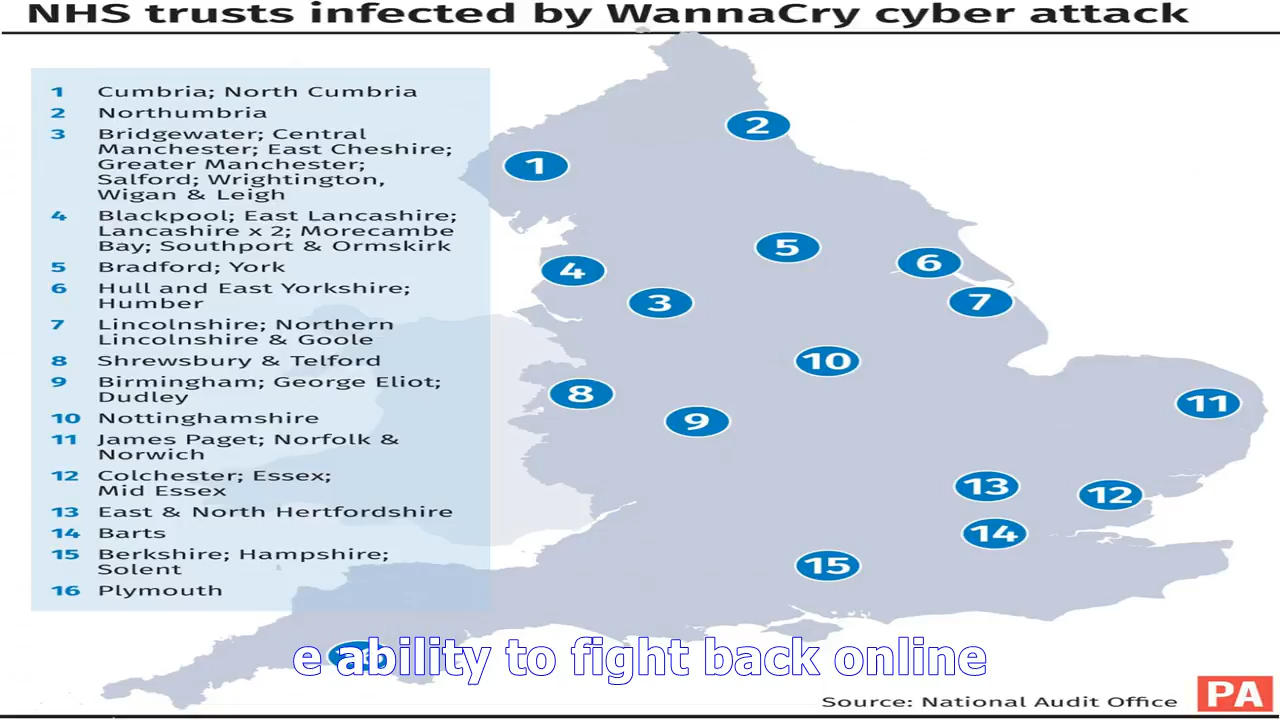 NHS trusts infected by WannaCry cyber attack
1 Cumbria; North Cumbria
2 Northumbria
3 Bridgewater; Central
Manchester; East Cheshire;
Greater Manchester;
Salford; Wrightington,
Wigan & Leigh
4 Blackpool; East Lancashire;
Lancashire x 2; Morecambe
Bay; Southport & Ormskirk
5 Bradford; York
6 Hull and East Yorkshire;
Humber
7 Lincolnshire; Northern
Lincolnshire & Goole
8 Shrewsbury & Telford
9 Birmingham; George Eliot;
Dudley
10 Nottinghamshire
11 James Paget; Norfolk &
Norwich
12 Colchester; Essex;
Mid Essex
13 East & North Hertfordshire
14 Barts
15 Berkshire; Hampshire;
Solent
16 Plymouth
2
1
5
6
4
3
7
10
8
9
11
13
12
14
15
e ability to fight back online
Source: National Audit Office
PA